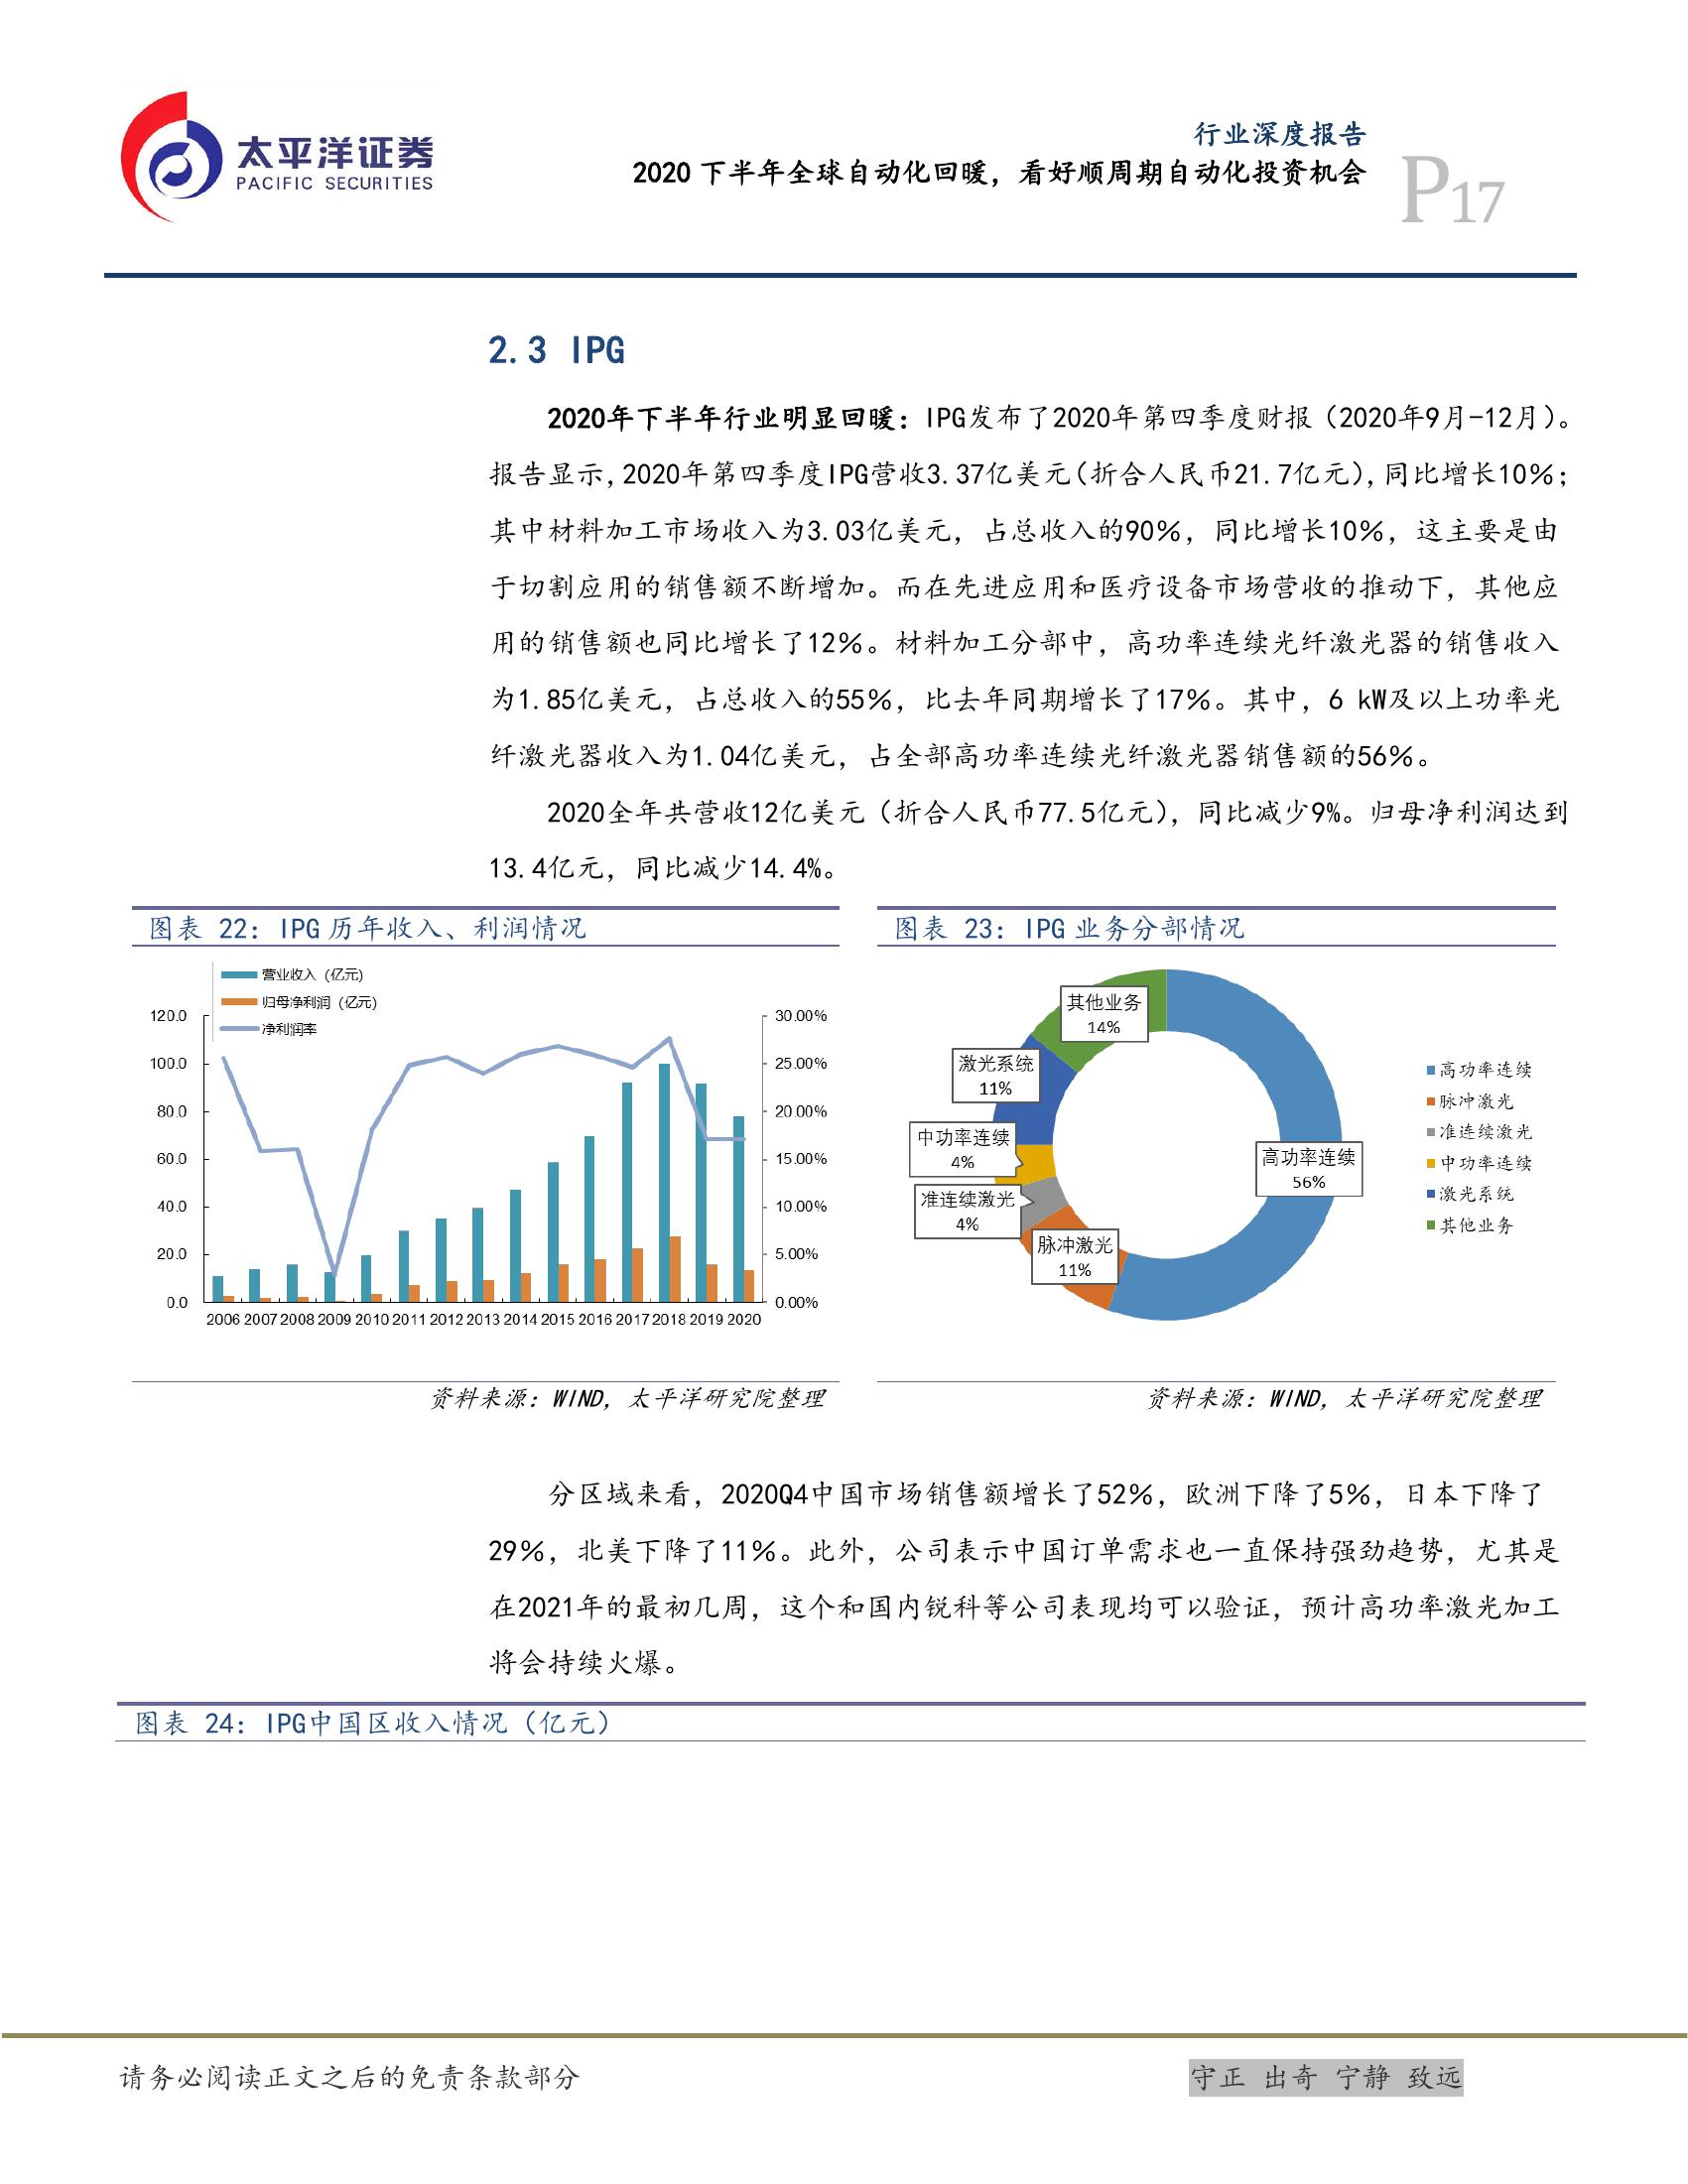 太平洋证券
PACIFIC SECURITIES
行业深度报告
2020 下半年全球自动化回暖，看好顺周期自动化投资机会
P17
2.3 IPG
2020年下半年行业明显回暖：IPG发布了2020年第四季度财报（2020年9月-12月）。
报告显示,2020年第四季度IPG营收3.37亿美元(折合人民币21.7亿元),同比增长10%；
其中材料加工市场收入为3.03亿美元，占总收入的90%，同比增长10%，这主要是由
于切割应用的销售额不断增加。而在先进应用和医疗设备市场营收的推动下，其他应
用的销售额也同比增长了12%。材料加工分部中，高功率连续光纤激光器的销售收入
为1.85亿美元，占总收入的55%，比去年同期增长了17%。其中，6 kW及以上功率光
纤激光器收入为1.04亿美元，占全部高功率连续光纤激光器销售额的56%。
2020全年共营收12亿美元（折合人民币77.5亿元），同比减少9%。归母净利润达到
13.4亿元，同比减少14.4%。
图表 22：IPG 历年收入、利润情况
营业收入（亿元）
归母净利润（亿元）
净利润率
120.0
100.0
80.0
60.0
40.0
20.0
0.0
30.00%
25.00%
20.00%
15.00%
10.00%
5.00%
0.00%
2006 2007 2008 2009 2010 2011 2012 2013 2014 2015 2016 2017 2018 2019 2020
资料来源：WIND，太平洋研究院整理
图表 23：IPG 业务分部情况
其他业务
14%
激光系统
11%
中功率连续
4%
准连续激光
4%
脉冲激光
11%
高功率连续
56%
高功率连续
脉冲激光
准连续激光
中功率连续
激光系统
其他业务
资料来源：WIND，太平洋研究院整理
分区域来看，2020Q4中国市场销售额增长了52%，欧洲下降了5%，日本下降了
29%，北美下降了11%。此外，公司表示中国订单需求也一直保持强劲趋势，尤其是
在2021年的最初几周，这个和国内锐科等公司表现均可以验证，预计高功率激光加工
将会持续火爆。
图表 24：IPG中国区收入情况（亿元）
请务必阅读正文之后的免责条款部分
守正 出奇 宁静 致远